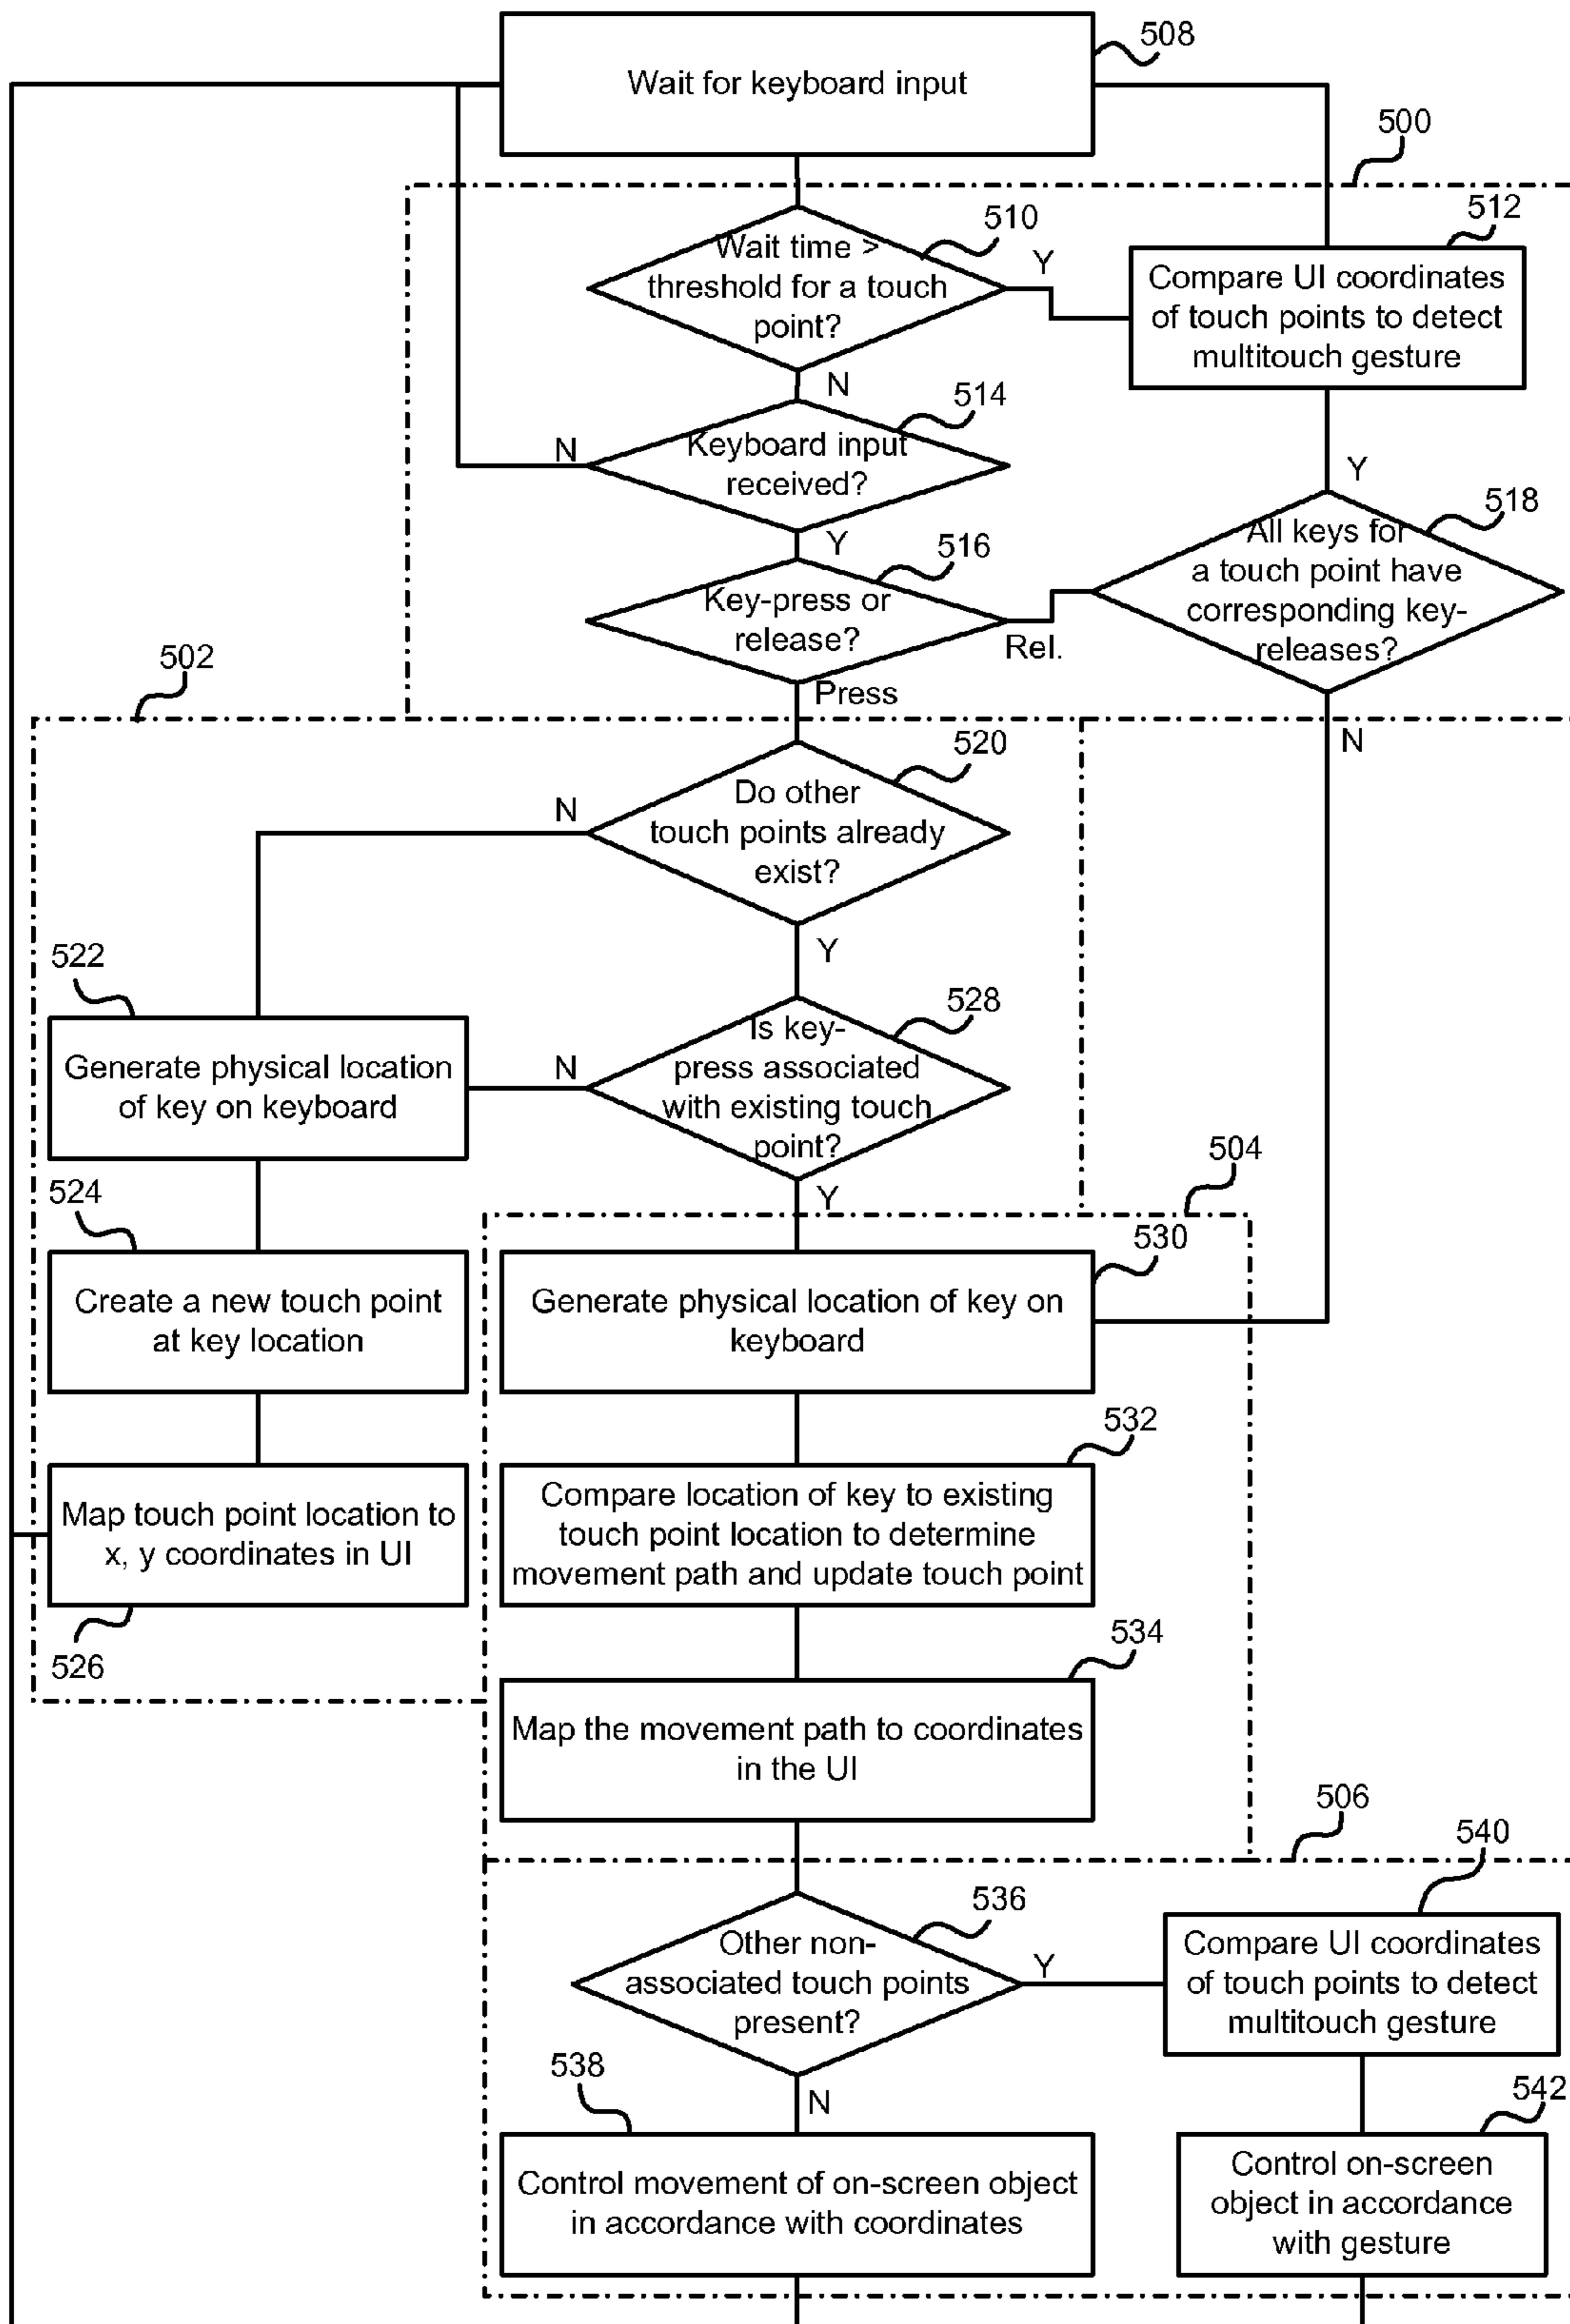 508
Wait for keyboard input
500
510
512
Wait time >
threshold for a touch
point?
Y
Compare UI coordinates
of touch points to detect
multitouch gesture
N
514
Keyboard input
received?
N
Y
Y
516
518
Key-press or
release?
Rel.
All keys for
a touch point have
corresponding key-
releases?
Press
502
N
520
Do other
touch points already
exist?
N
Y
522
528
Generate physical location
of key on keyboard
N
Is key-
press associated
with existing touch
point?
Y
504
524
530
Create a new touch point
at key location
Generate physical location of key on
keyboard
532
Map touch point location to
x, y coordinates in UI
Compare location of key to existing
touch point location to determine
movement path and update touch point
526
534
Map the movement path to coordinates
in the UI
506
540
536
Other non-
associated touch points
present?
Y
Compare UI coordinates
of touch points to detect
multitouch gesture
538
N
542
Control movement of on-screen object
in accordance with coordinates
Control on-screen
object in accordance
with gesture